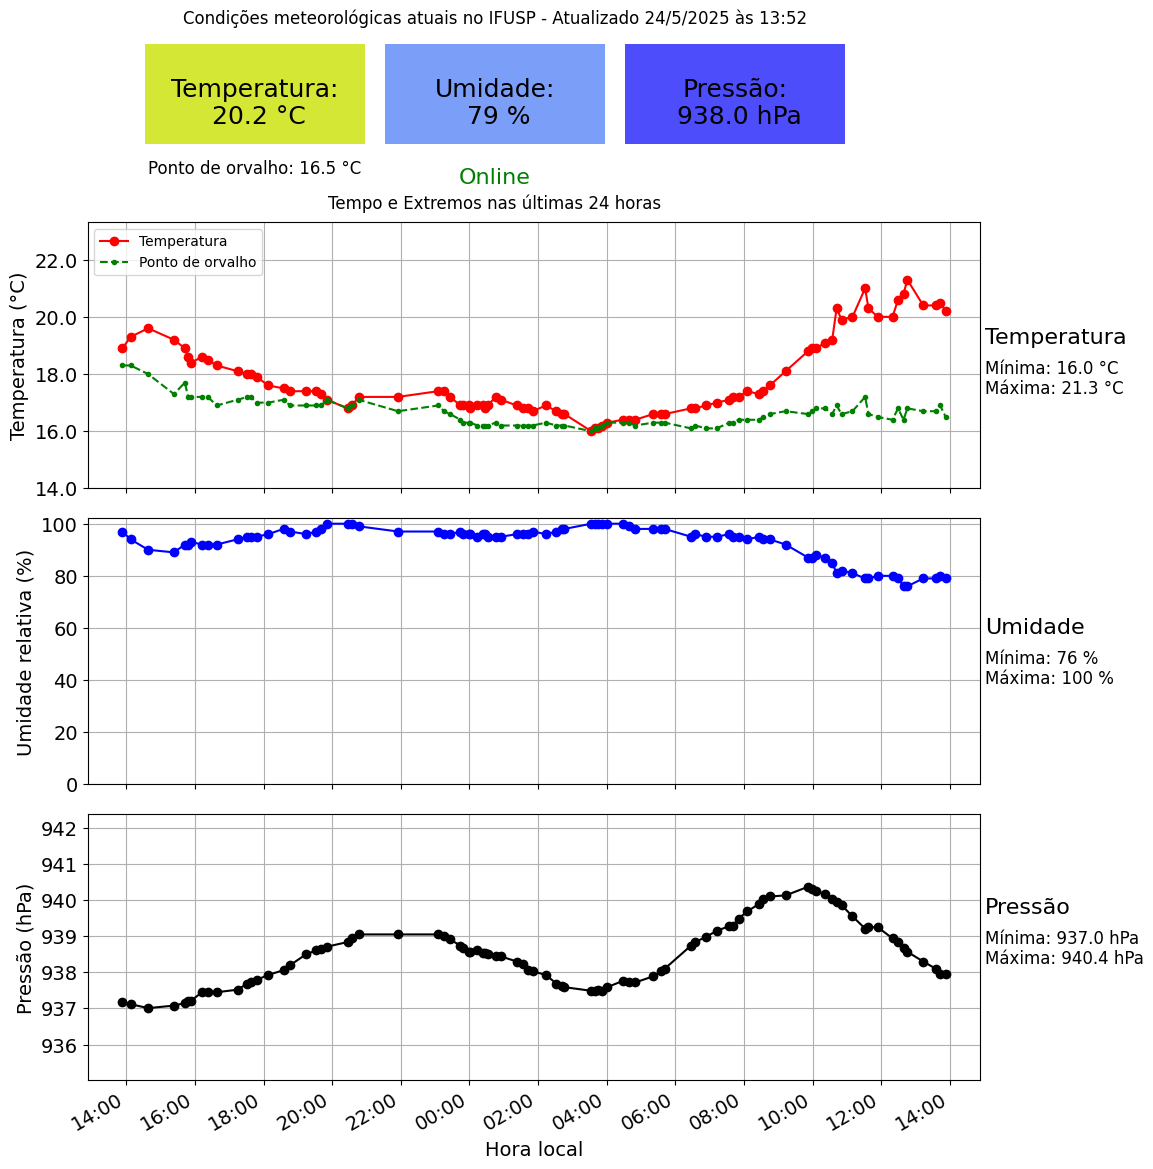 Condições meteorológicas atuais no IFUSP - Atualizado 24/5/2025 às 13:52
Temperatura:
20.2 °C
Umidade:
79 %
Pressão:
938.0 hPa
Ponto de orvalho: 16.5 °C
Online
Tempo e Extremos nas últimas 24 horas
Temperatura (°C)
22.0
20.0
18.0
16.0
14.0
Temperatura
Ponto de orvalho
Temperatura
Mínima: 16.0 °C
Máxima: 21.3 °C
Umidade relativa (%)
100
80
60
40
20
0
Umidade
Mínima: 76 %
Máxima: 100 %
Pressão (hPa)
942
941
940
939
938
937
936
Pressão
Mínima: 937.0 hPa
Máxima: 940.4 hPa
14:00
16:00
18:00
20:00
22:00
00:00
02:00
04:00
06:00
08:00
10:00
12:00
14:00
Hora local